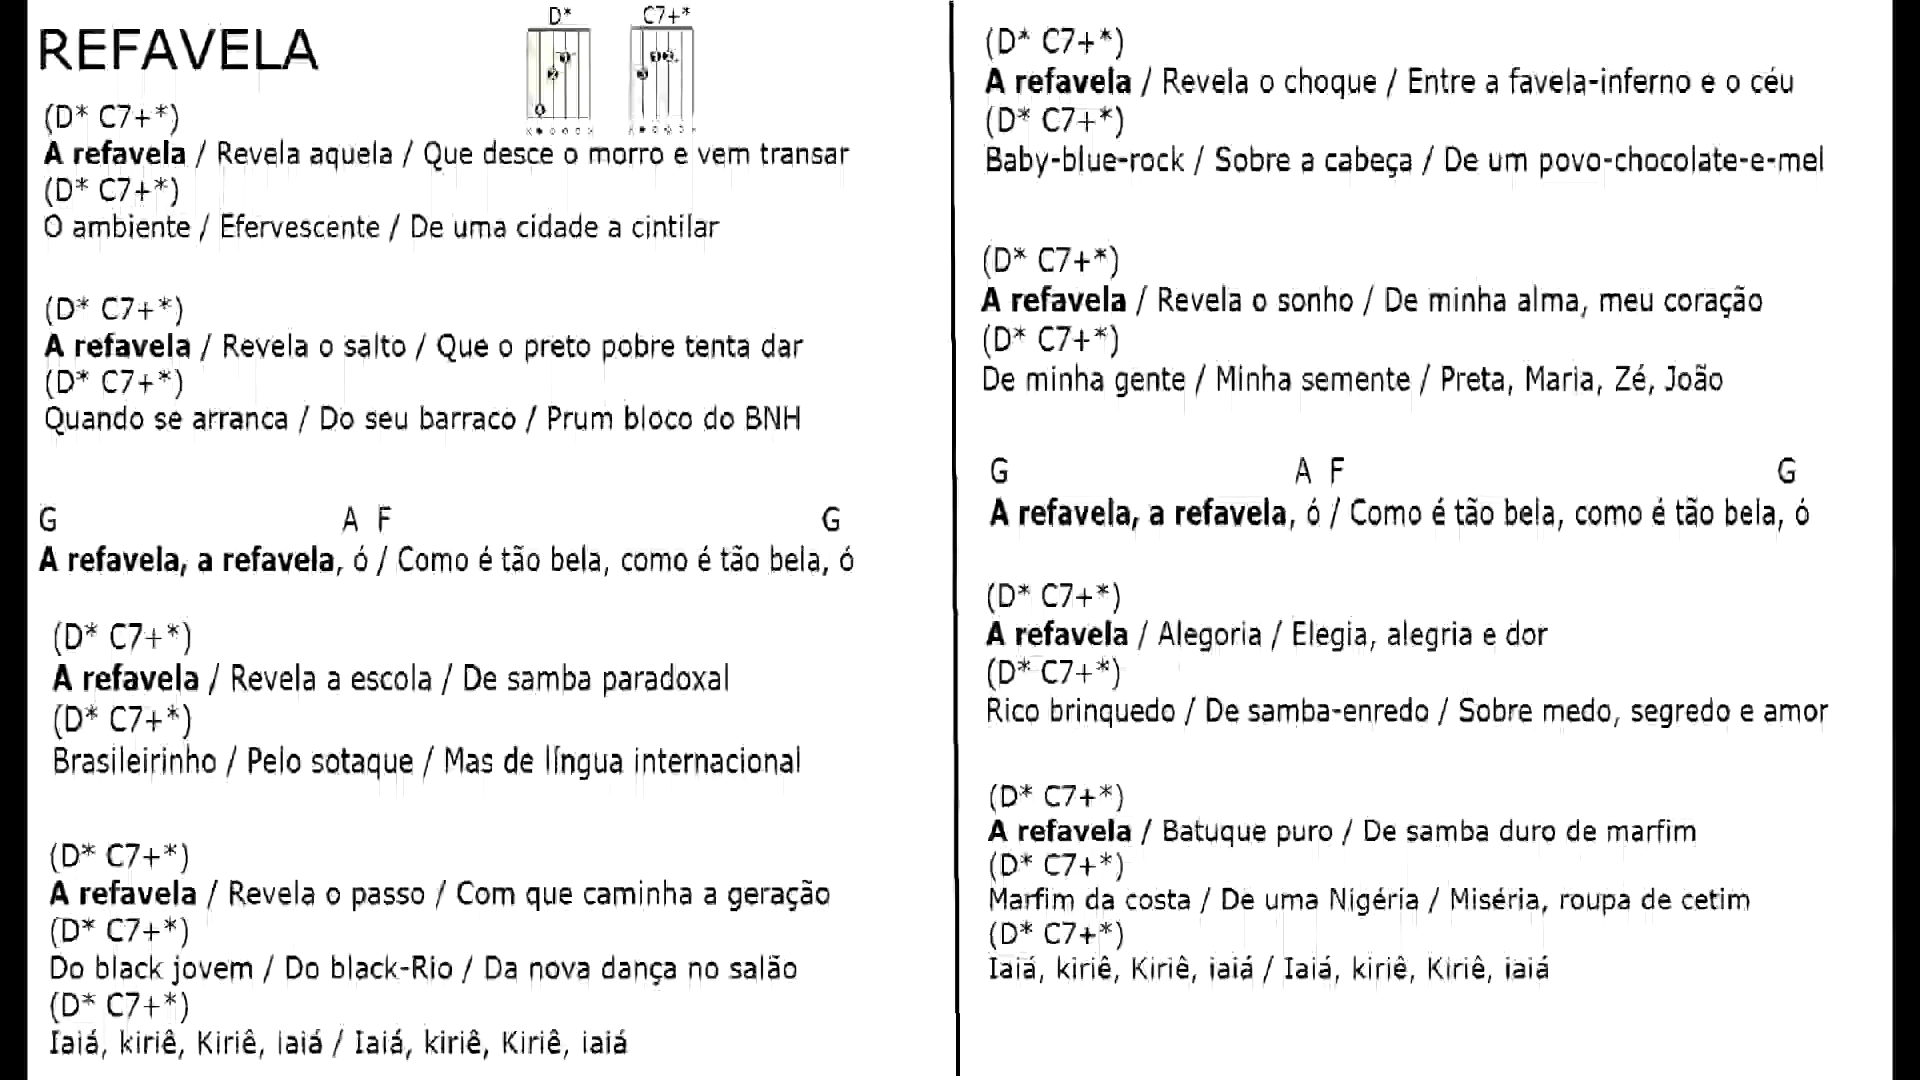 REFAVELA
D* C7+*
(D* C7+*)
A refavela / Revela aquela / Que desce o morro e vem transar
(D* C7+*)
O ambiente / Efervescente / De uma cidade a cintilar
(D* C7+*)
A refavela / Revela o salto / Que o preto pobre tenta dar
(D* C7+*)
Quando se arranca / Do seu barraco / Prum bloco do BNH
G A F G
A refavela, a refavela, ó / Como é tão bela, como é tão bela, ó
(D* C7+*)
A refavela / Revela a escola / De samba paradoxal
(D* C7+*)
Brasileirinho / Pelo sotaque / Mas de língua internacional
(D* C7+*)
A refavela / Revela o passo / Com que caminha a geração
(D* C7+*)
Do black jovem / Do black-Rio / Da nova dança no salão
(D* C7+*)
Iaiá, kiriê, Kiriê, iaiá / Iaiá, kiriê, Kiriê, iaiá
(D* C7+*)
A refavela / Revela o choque / Entre a favela-inferno e o céu
(D* C7+*)
Baby-blue-rock / Sobre a cabeça / De um povo-chocolate-e-mel
(D* C7+*)
A refavela / Revela o sonho / De minha alma, meu coração
(D* C7+*)
De minha gente / Minha semente / Preta, Maria, Zé, João
G A F G
A refavela, a refavela, ó / Como é tão bela, como é tão bela, ó
(D* C7+*)
A refavela / Alegoria / Elegia, alegria e dor
(D* C7+*)
Rico brinquedo / De samba-enredo / Sobre medo, segredo e amor
(D* C7+*)
A refavela / Batuque puro / De samba duro de marfim
(D* C7+*)
Marfim da costa / De uma Nigéria / Miséria, roupa de cetim
(D* C7+*)
Iaiá, kiriê, Kiriê, iaiá / Iaiá, kiriê, Kiriê, iaiá